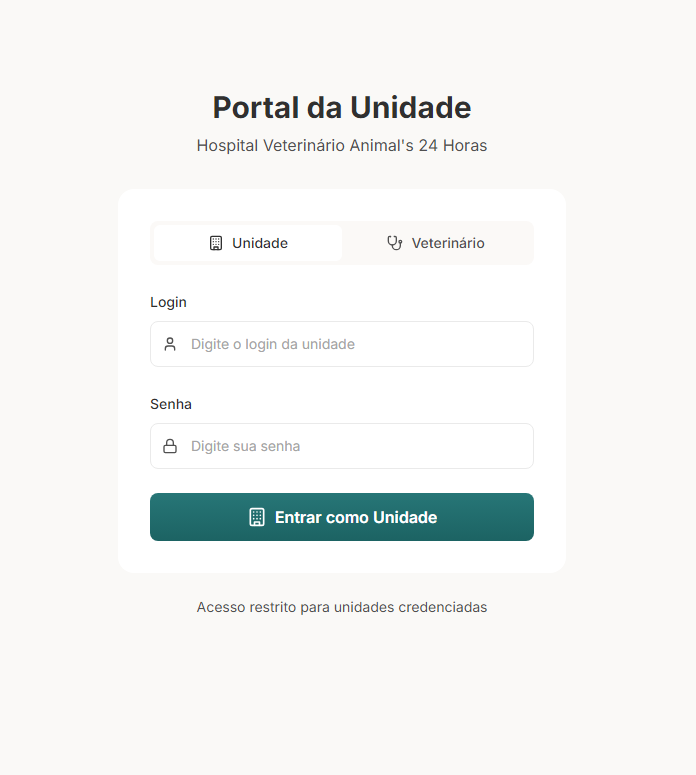 Portal da Unidade
Hospital Veterinário Animal's 24 Horas
Unidade
Veterinário
Login
Digite o login da unidade
Senha
Digite sua senha
Entrar como Unidade
Acesso restrito para unidades credenciadas